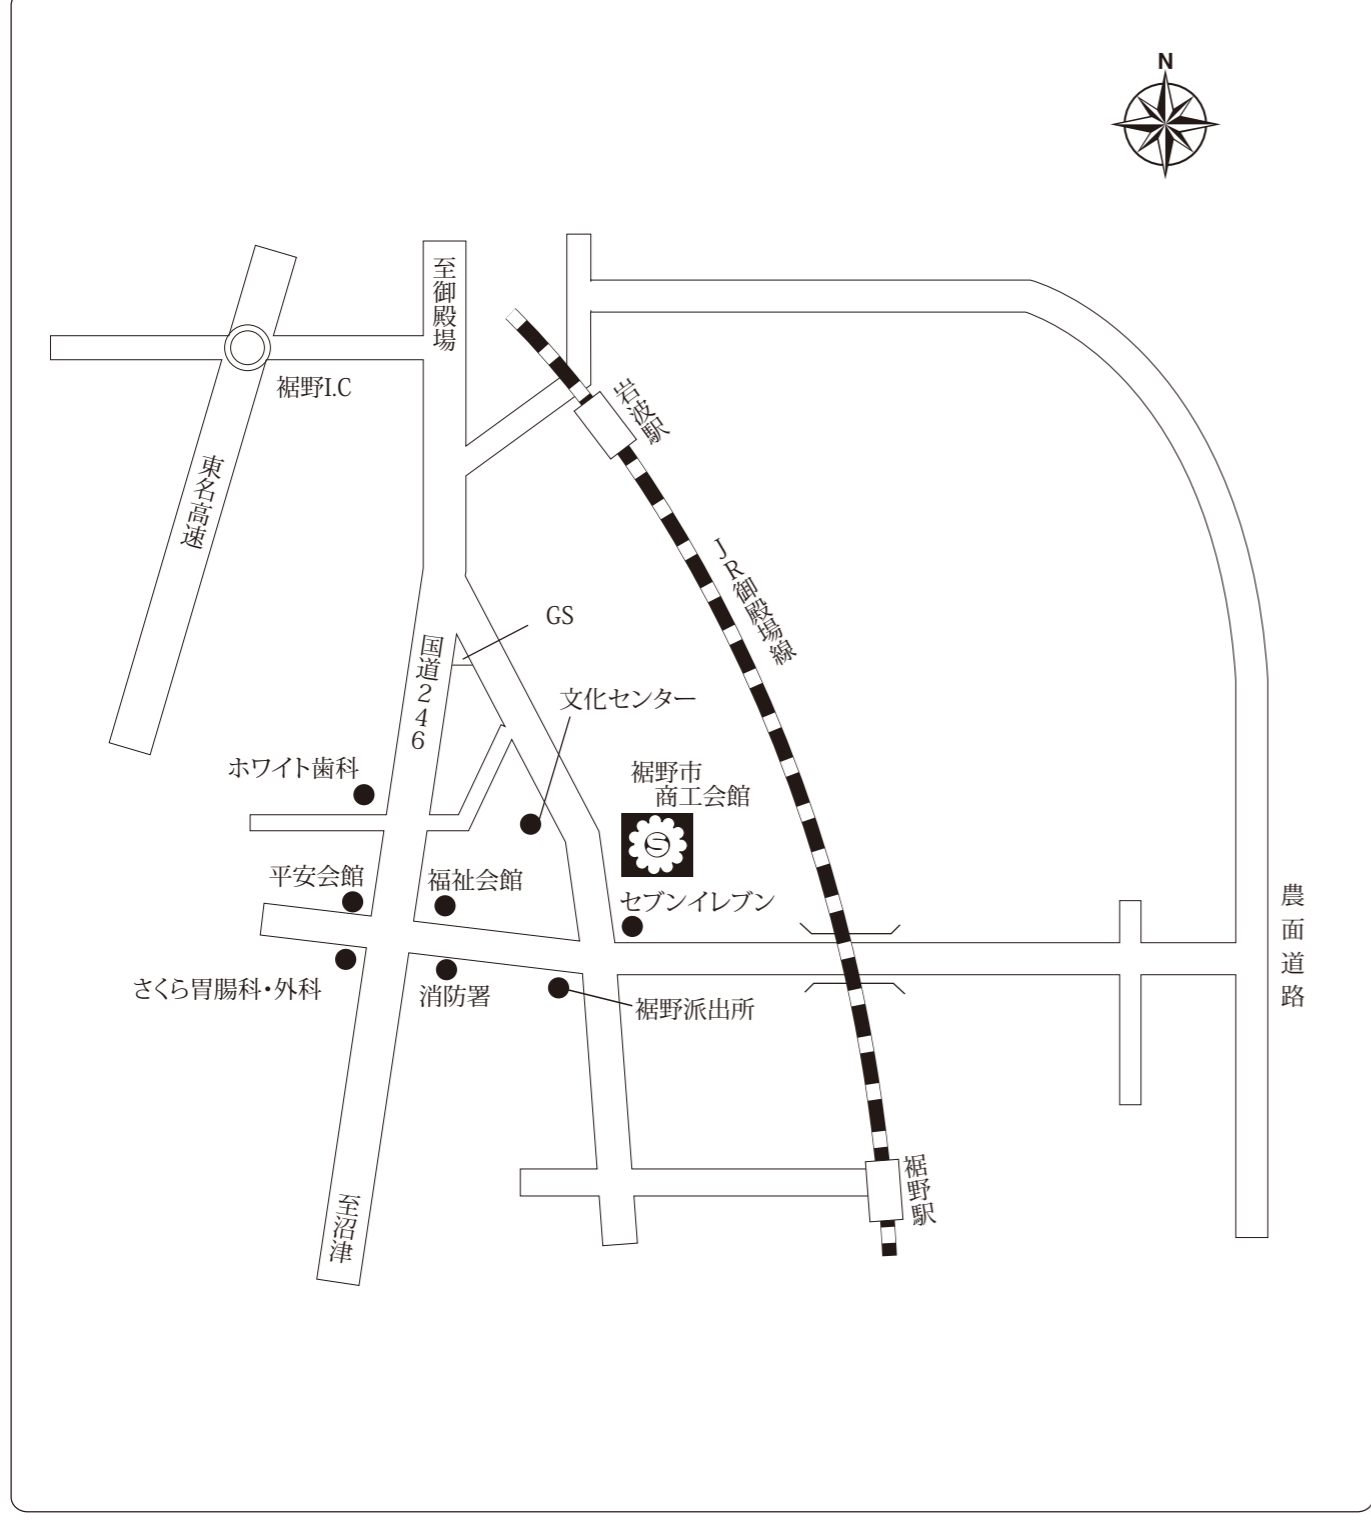 N
至御殿場
裾野I.C
岩波駅
東名高速
JR御殿場線
GS
国道246
文化センター
ホワイト歯科
裾野市
商工会館
S
平安会館
福祉会館
セブンイレブン
農面道路
さくら胃腸科・外科
消防署
裾野派出所
裾野駅
至沼津